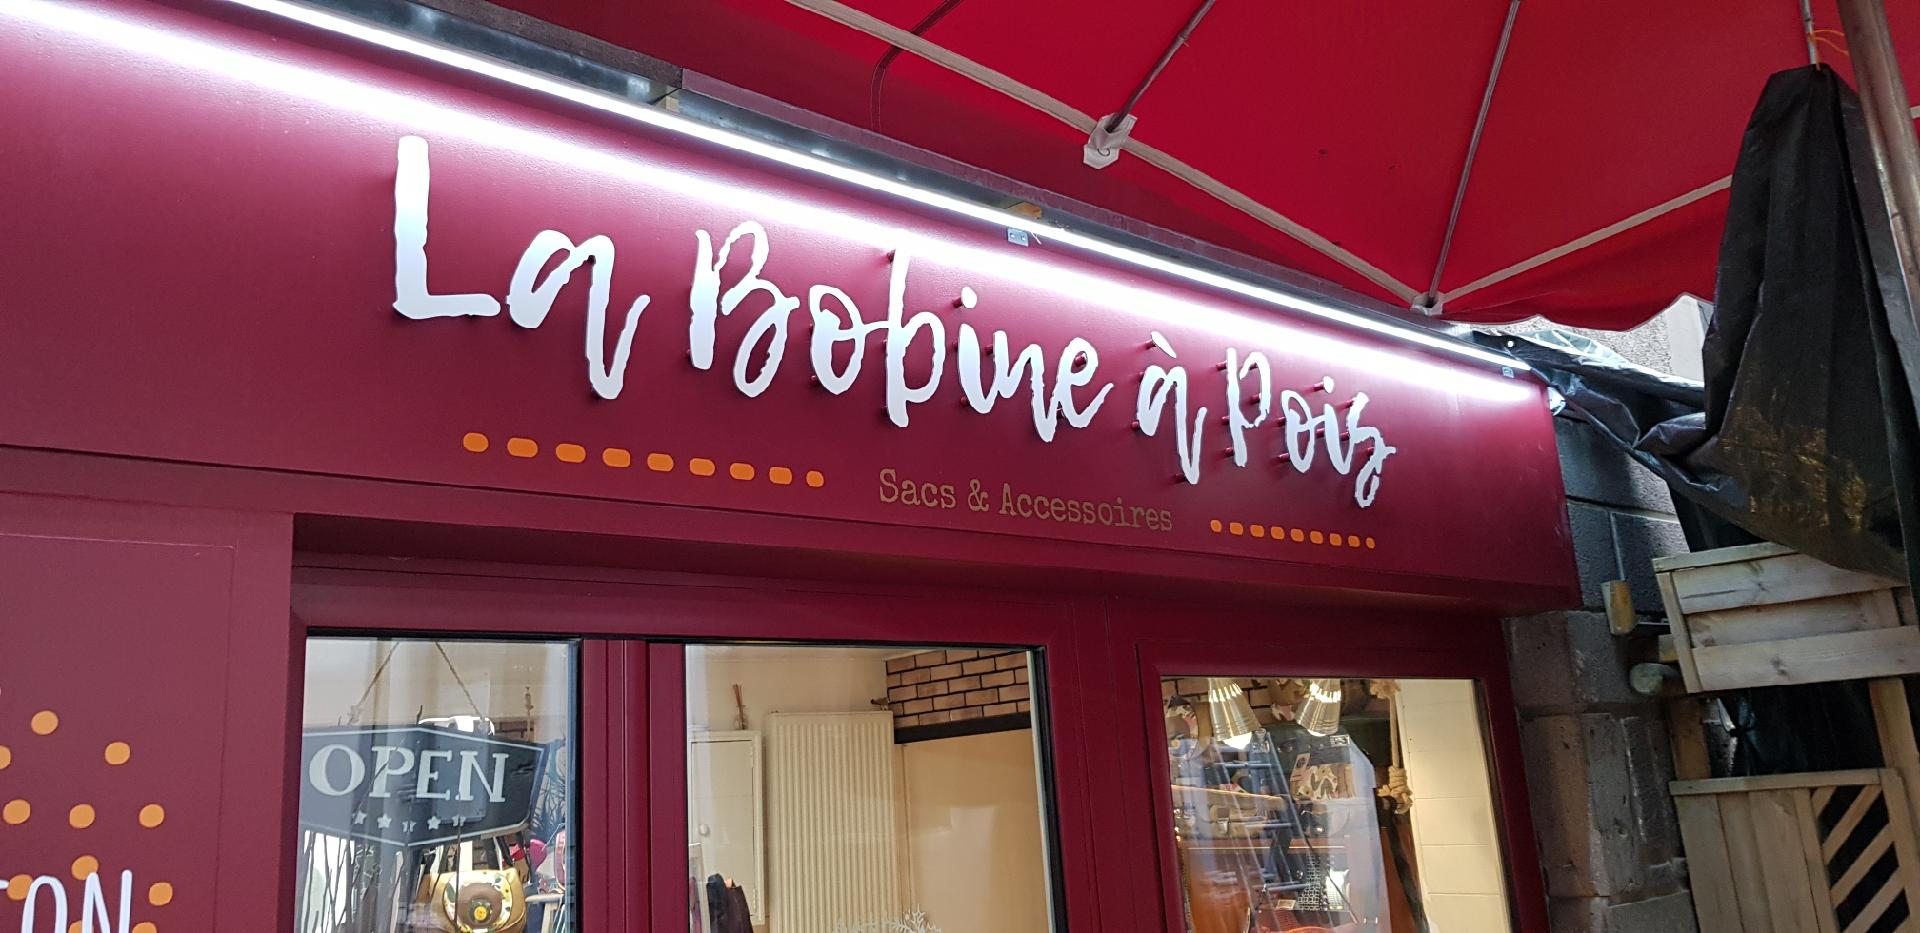 La Bobine à Pois
Sacs & Accessoires
OPEN